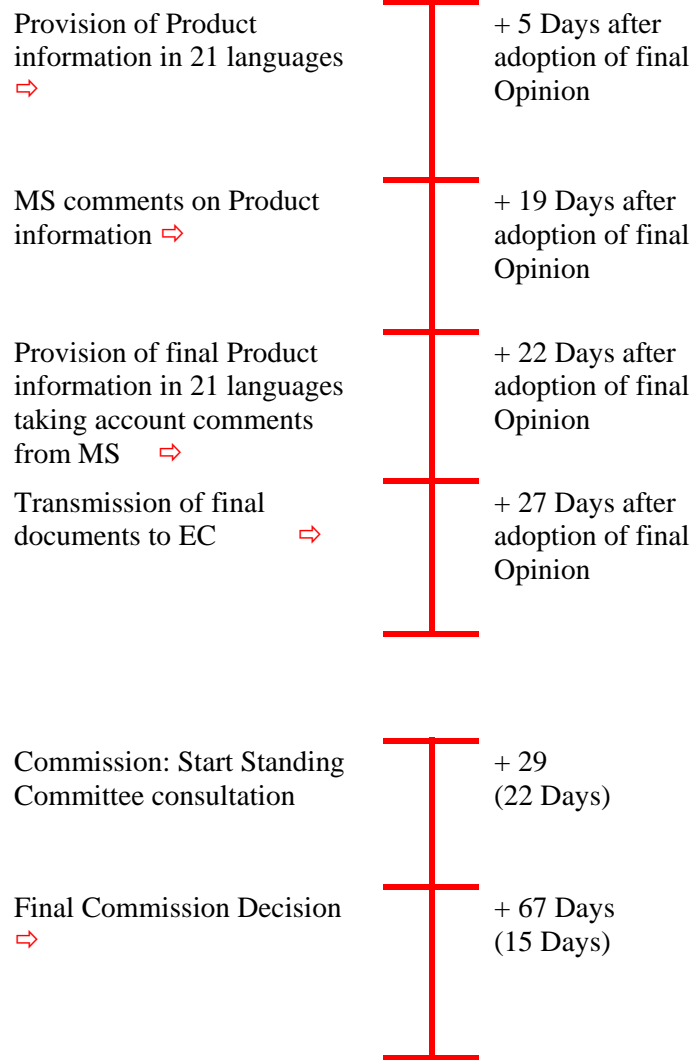 Provision of Product
information in 21 languages
⇨
+ 5 Days after
adoption of final
Opinion
MS comments on Product
information ⇨
+ 19 Days after
adoption of final
Opinion
Provision of final Product
information in 21 languages
taking account comments
from MS ⇨
+ 22 Days after
adoption of final
Opinion
Transmission of final
documents to EC ⇨
+ 27 Days after
adoption of final
Opinion
Commission: Start Standing
Committee consultation
+ 29
(22 Days)
Final Commission Decision
⇨
+ 67 Days
(15 Days)